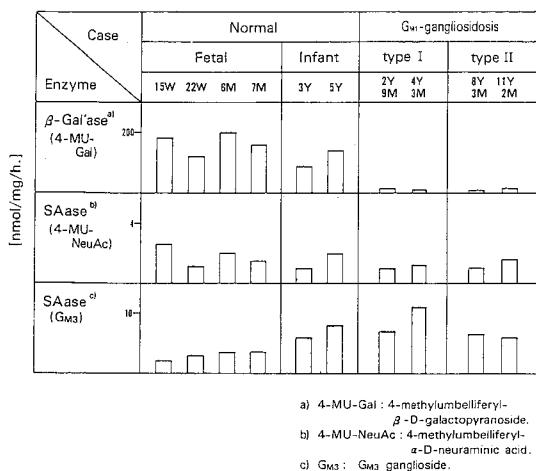 Case
Enzyme
Normal
GM1-gangliosidosis
Fetal
Infant
type I
type II
15W 22W 6M 7M
3Y 5Y
2Y 4Y
9M 3M
8Y 11Y
3M 2M
[nmol/mg/h.]
β-Gal'ase a)
(4-MU-
Gal)
200
SAase b)
(4-MU-
NeuAc)
4
SAase c)
(GM3)
10
a) 4-MU-Gal : 4-methylumbelliferyl-
β-D-galactopyranoside.
b) 4-MU-NeuAc : 4-methylumbelliferyl-
α-D-neuraminic acid.
c) GM3 : GM3 ganglioside.